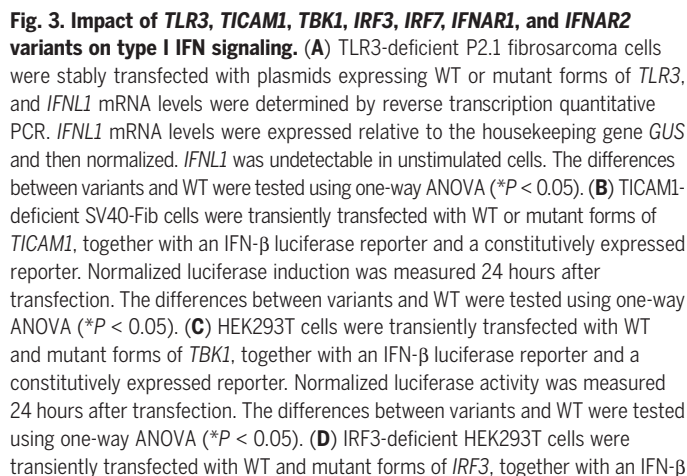 Fig. 3. Impact of TLR3, TICAM1, TBK1, IRF3, IRF7, IFNAR1, and IFNAR2
variants on type I IFN signaling. (A) TLR3-deficient P2.1 fibrosarcoma cells
were stably transfected with plasmids expressing WT or mutant forms of TLR3,
and IFNL1 mRNA levels were determined by reverse transcription quantitative
PCR. IFNL1 mRNA levels were expressed relative to the housekeeping gene GUS
and then normalized. IFNL1 was undetectable in unstimulated cells. The differences
between variants and WT were tested using one-way ANOVA (*P < 0.05). (B) TICAM1-
deficient SV40-Fib cells were transiently transfected with WT or mutant forms of
TICAM1, together with an IFN-β luciferase reporter and a constitutively expressed
reporter. Normalized luciferase induction was measured 24 hours after
transfection. The differences between variants and WT were tested using one-way
ANOVA (*P < 0.05). (C) HEK293T cells were transiently transfected with WT
and mutant forms of TBK1, together with an IFN-β luciferase reporter and a
constitutively expressed reporter. Normalized luciferase activity was measured
24 hours after transfection. The differences between variants and WT were tested
using one-way ANOVA (*P < 0.05). (D) IRF3-deficient HEK293T cells were
transiently transfected with WT and mutant forms of IRF3, together with an IFN-β